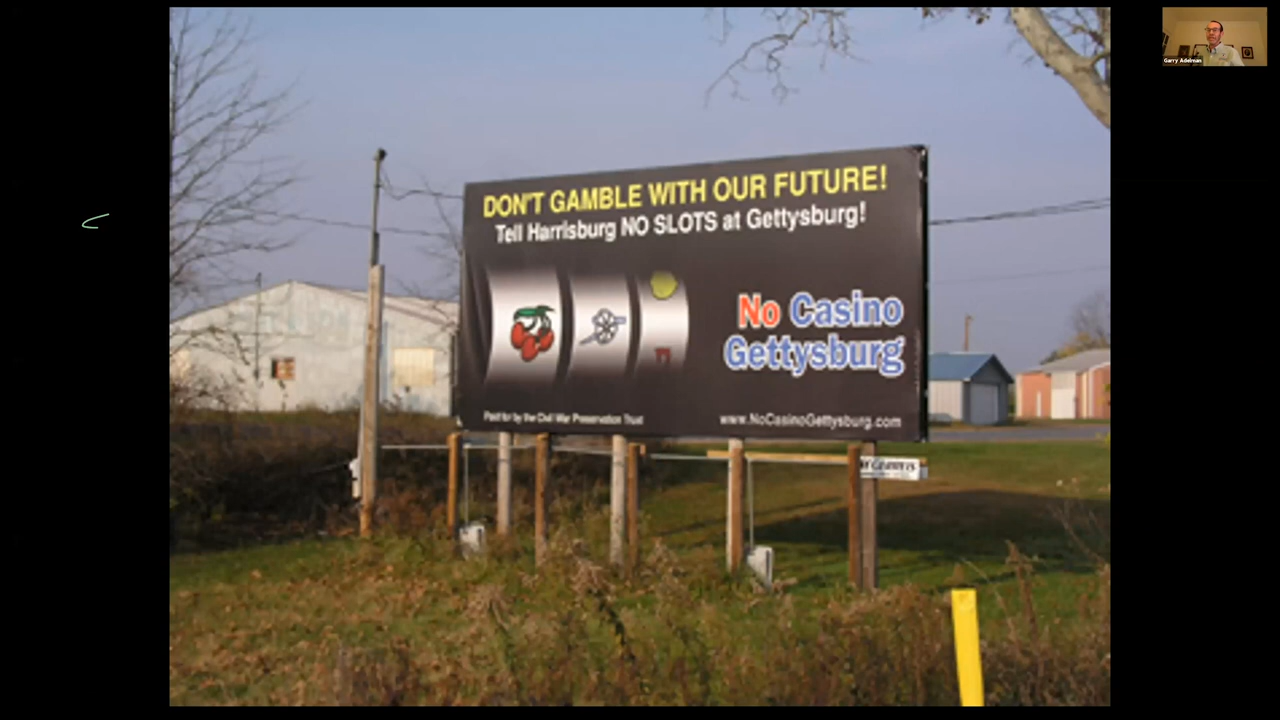 Garry Adelman
DON'T GAMBLE WITH OUR FUTURE!
Tell Harrisburg NO SLOTS at Gettysburg!
No Casino
Gettysburg
Paid for by the Civil War Preservation Trust
www.NoCasinoGettysburg.com